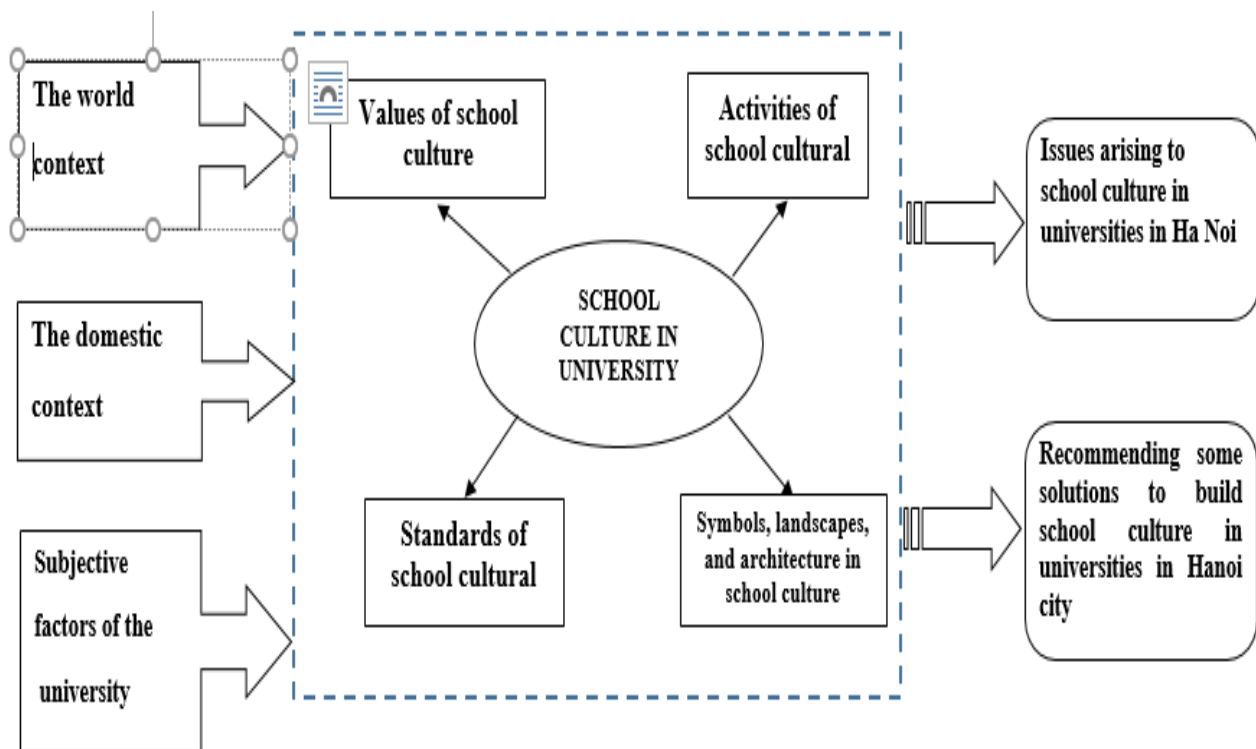 The world
context
The domestic
context
Subjective
factors of the
university
Values of school
culture
Activities of
school cultural
SCHOOL
CULTURE IN
UNIVERSITY
Standards of
school cultural
Symbols, landscapes,
and architecture in
school culture
Issues arising to
school culture in
universities in Ha Noi
Recommending some
solutions to build
school culture in
universities in Hanoi
city